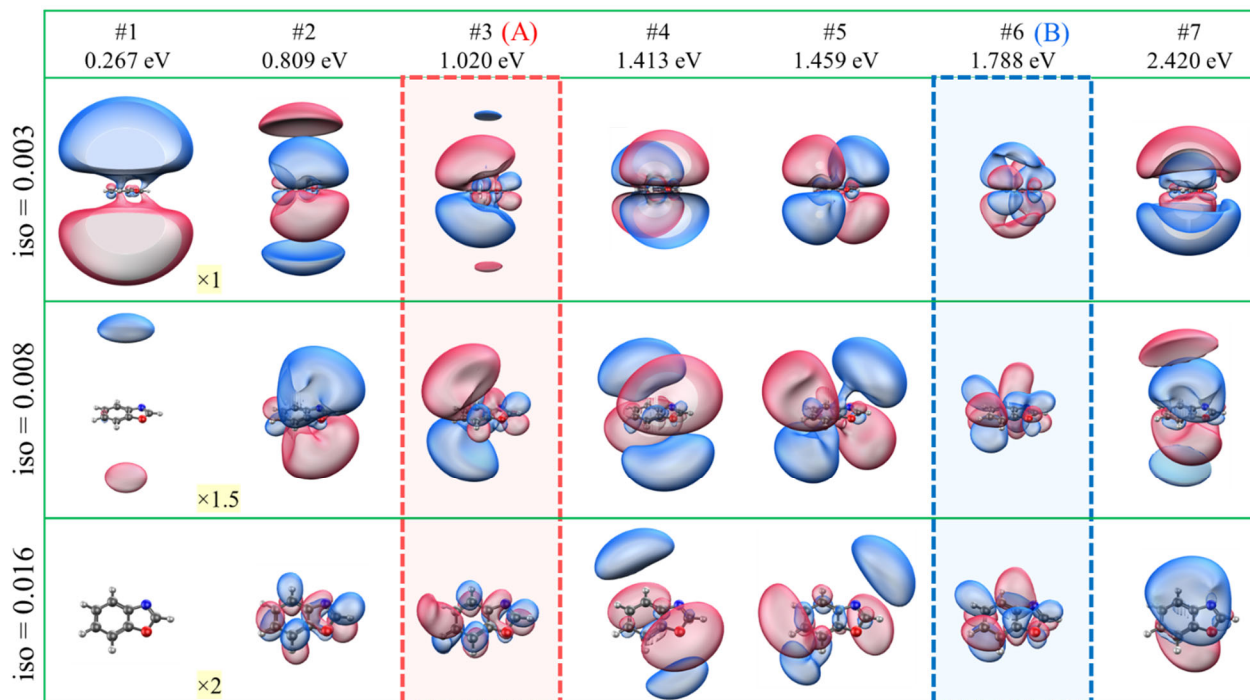 #1 #2 #3 (A) #4 #5 #6 (B) #7
0.267 eV 0.809 eV 1.020 eV 1.413 eV 1.459 eV 1.788 eV 2.420 eV
iso = 0.003
×1
iso = 0.008
×1.5
iso = 0.016
×2